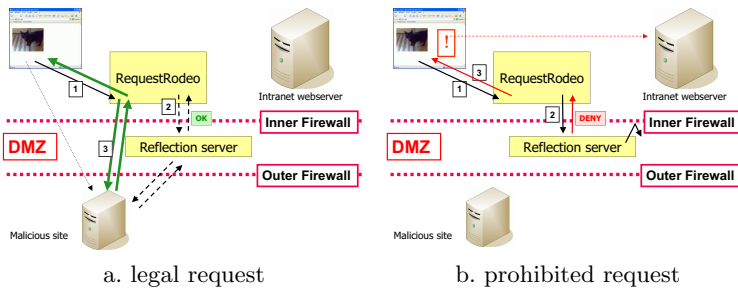 RequestRodeo
1
2
OK
3
Intranet webserver
Inner Firewall
DMZ
Reflection server
Outer Firewall
Malicious site
a. legal request
!
RequestRodeo
3
1
2
DENY
Intranet webserver
Inner Firewall
DMZ
Reflection server
Outer Firewall
Malicious site
b. prohibited request